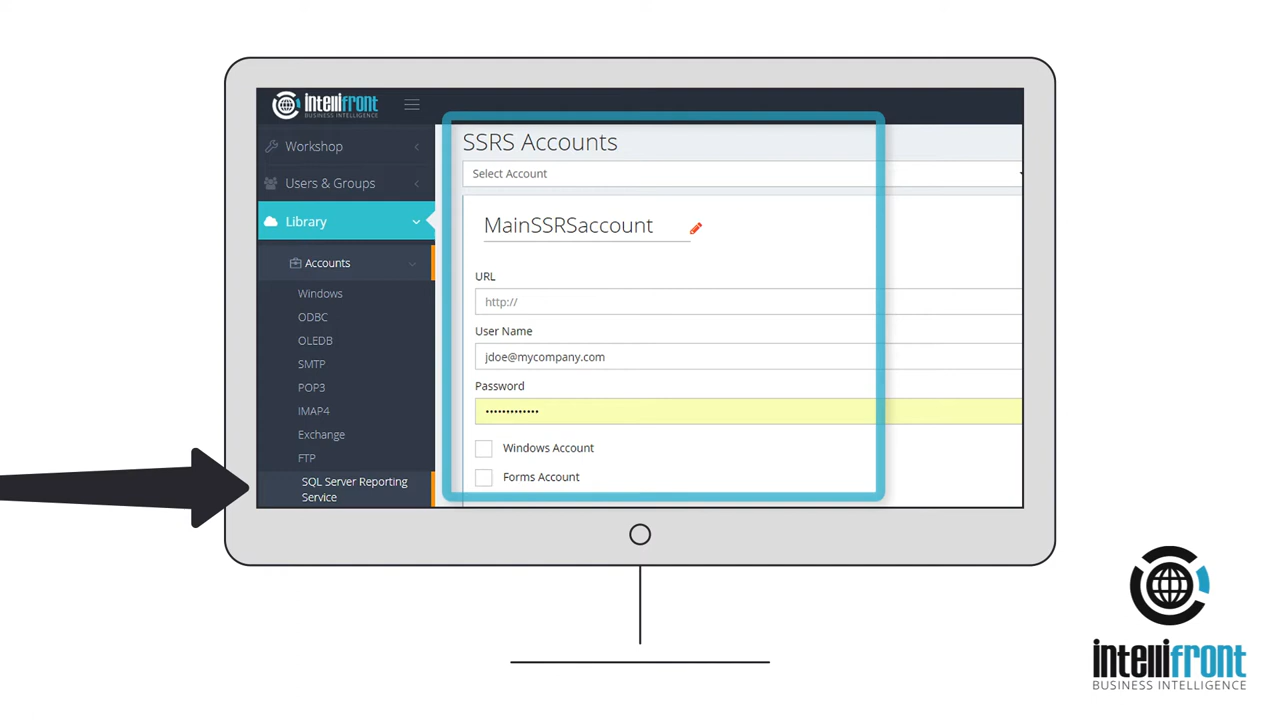 intellifront
BUSINESS INTELLIGENCE
Workshop
Users & Groups
Library
Accounts
Windows
ODBC
OLEDB
SMTP
POP3
IMAP4
Exchange
FTP
SQL Server Reporting
Service
SSRS Accounts
Select Account
MainSSRSaccount
URL
http://
User Name
jdoe@mycompany.com
Password
•••••••••••••
Windows Account
Forms Account
intellifront
BUSINESS INTELLIGENCE